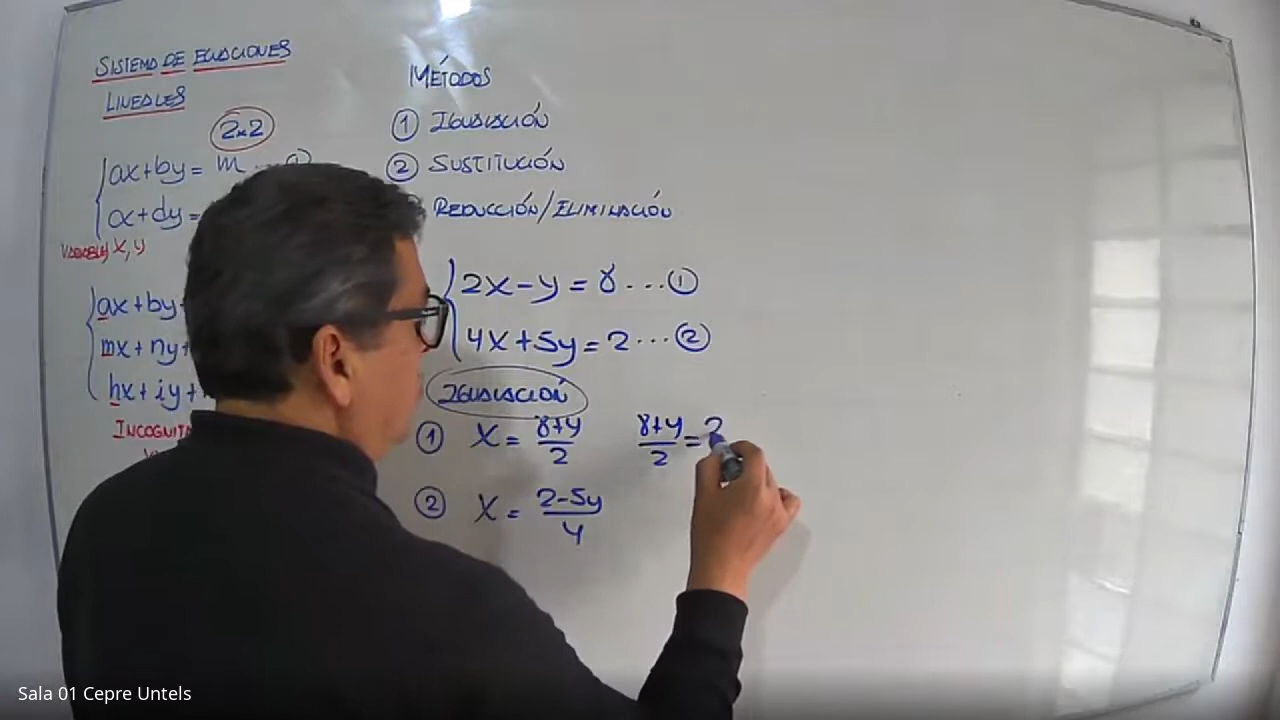 SISTEMA DE ECUACIONES
LINEALES
2x2
ax+by=m ... ①
cx+dy=
VARIABLES X, Y
ax+by+
mx+ny+
hx+iy+
MÉTODOS
① IGUALACIÓN
② SUSTITUCIÓN
REDUCCIÓN/ELIMINACIÓN
2x-y=8 ... ①
4x+5y=2 ... ②
IGUALACIÓN
① X = 8+y/2
8+y/2 = 2
② X = 2-5y/4
Sala 01 Cepre Untels